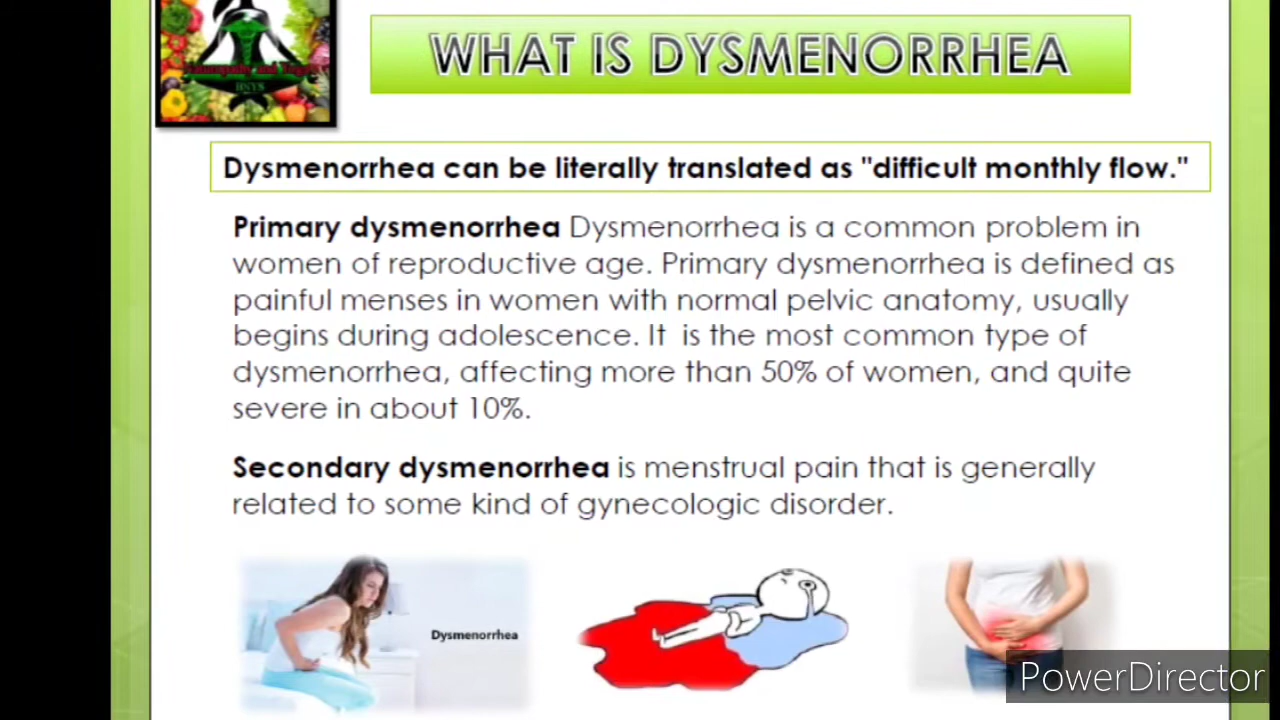 WHAT IS DYSMENORRHEA
BNYS
Dysmenorrhea can be literally translated as "difficult monthly flow."
Primary dysmenorrhea Dysmenorrhea is a common problem in
women of reproductive age. Primary dysmenorrhea is defined as
painful menses in women with normal pelvic anatomy, usually
begins during adolescence. It is the most common type of
dysmenorrhea, affecting more than 50% of women, and quite
severe in about 10%.
Secondary dysmenorrhea is menstrual pain that is generally
related to some kind of gynecologic disorder.
Dysmenorrhea
PowerDirector